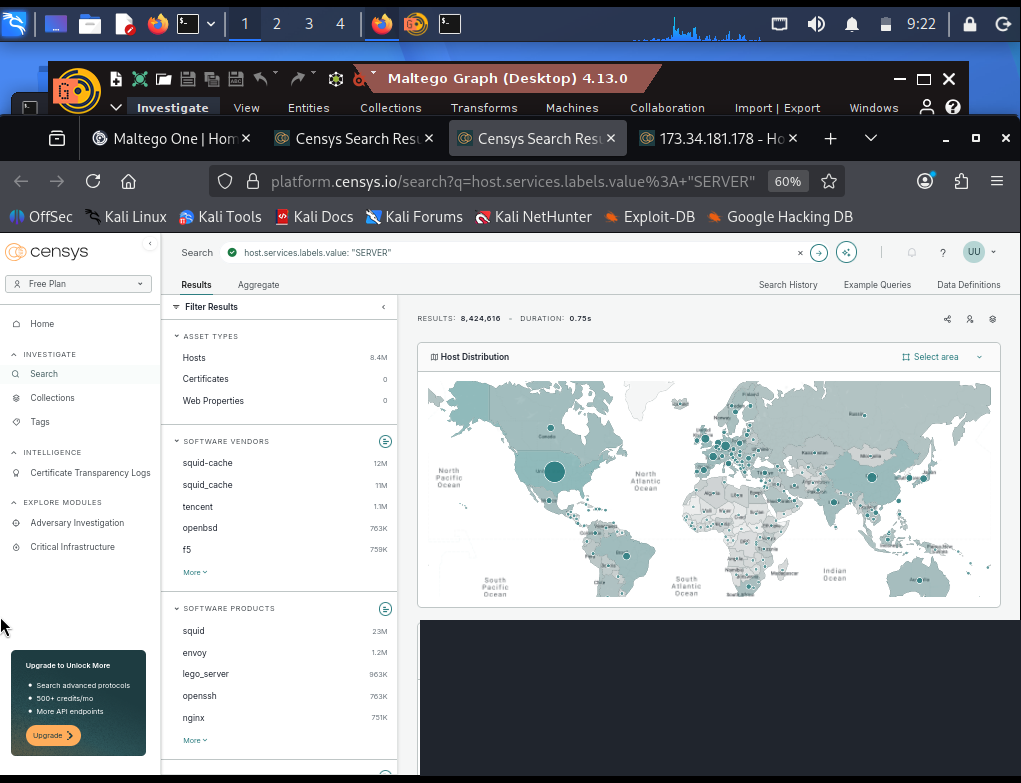 1 2 3 4 9:22
Maltego Graph (Desktop) 4.13.0
Investigate View Entities Collections Transforms Machines Collaboration Import | Export Windows
Maltego One | Hom Censys Search Resu Censys Search Resu 173.34.181.178 - Ho
platform.censys.io/search?q=host.services.labels.value%3A+"SERVER" 60%
OffSec Kali Linux Kali Tools Kali Docs Kali Forums Kali NetHunter Exploit-DB Google Hacking DB
censys
Search host.services.labels.value: "SERVER" UU
Free Plan
Results Aggregate Search History Example Queries Data Definitions
Home
INVESTIGATE
Search
Collections
Tags
INTELLIGENCE
Certificate Transparency Logs
EXPLORE MODULES
Adversary Investigation
Critical Infrastructure
Upgrade to Unlock More
Search advanced protocols
500+ credits/mo
More API endpoints
Upgrade
Filter Results
ASSET TYPES
Hosts 8.4M
Certificates 0
Web Properties 0
SOFTWARE VENDORS
squid-cache 12M
squid_cache 11M
tencent 1.1M
openbsd 763K
f5 759K
More
SOFTWARE PRODUCTS
squid 23M
envoy 1.2M
lego_server 963K
openssh 763K
nginx 751K
More
RESULTS: 8,424,616 - DURATION: 0.75s
Host Distribution Select area
Canada
Russia
North
Pacific
Ocean
North
Atlantic
Ocean
South
Pacific
Ocean
South
Atlantic
Ocean
Indian
Ocean